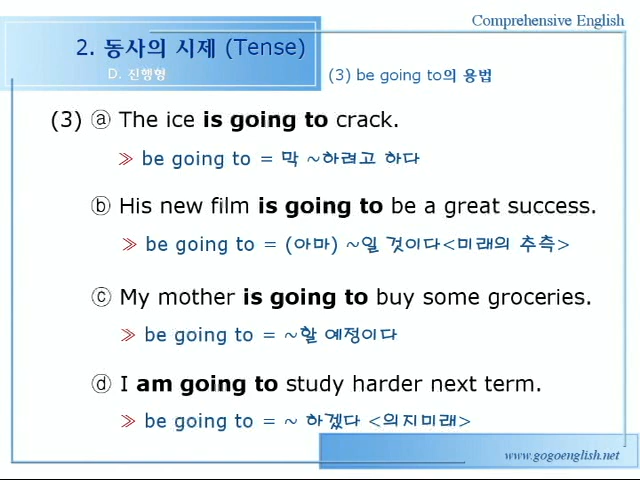 Comprehensive English
2. 동사의 시제 (Tense)
D. 진행형
(3) be going to의 용법
(3) ⓐ The ice is going to crack.
≫ be going to = 막 ~하려고 하다
ⓑ His new film is going to be a great success.
≫ be going to = (아마) ~일 것이다<미래의 추측>
ⓒ My mother is going to buy some groceries.
≫ be going to = ~할 예정이다
ⓓ I am going to study harder next term.
≫ be going to = ~ 하겠다 <의지미래>
www.gogoenglish.net